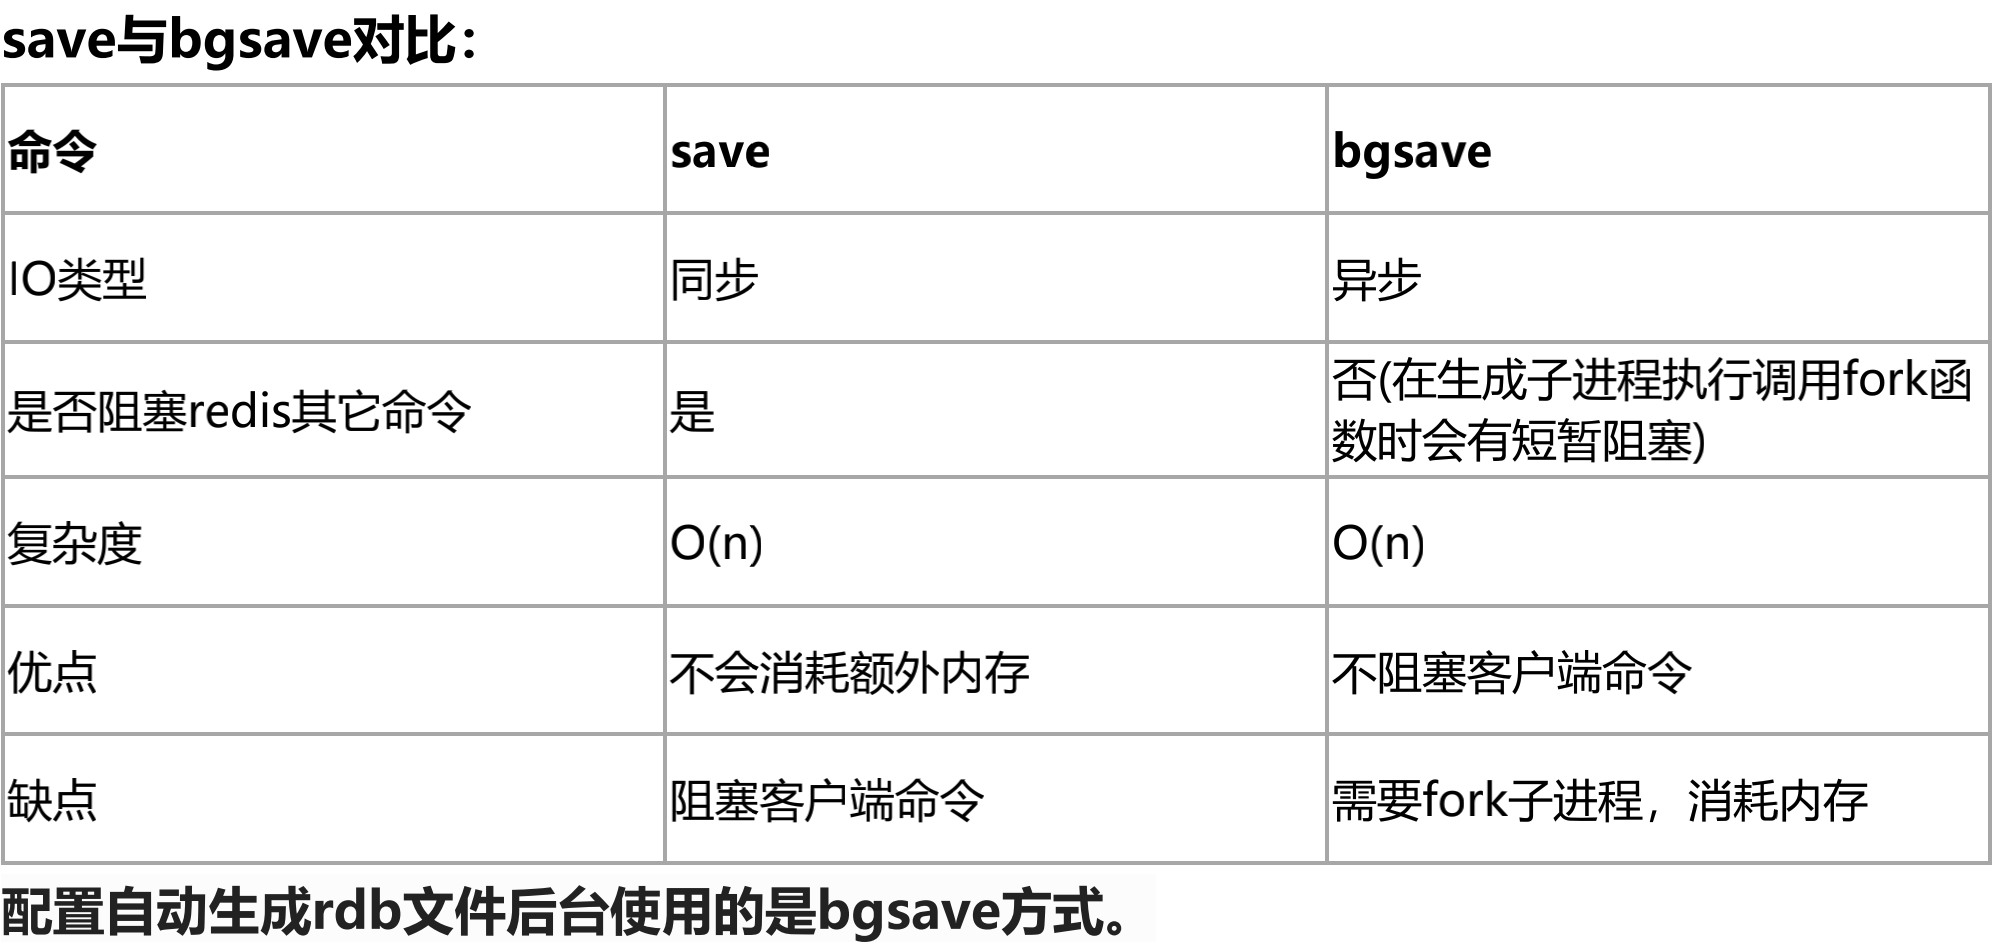 save与bgsave对比：
命令 save bgsave
IO类型 同步 异步
是否阻塞redis其它命令 是 否(在生成子进程执行调用fork函
数时会有短暂阻塞)
复杂度 O(n) O(n)
优点 不会消耗额外内存 不阻塞客户端命令
缺点 阻塞客户端命令 需要fork子进程，消耗内存
配置自动生成rdb文件后台使用的是bgsave方式。